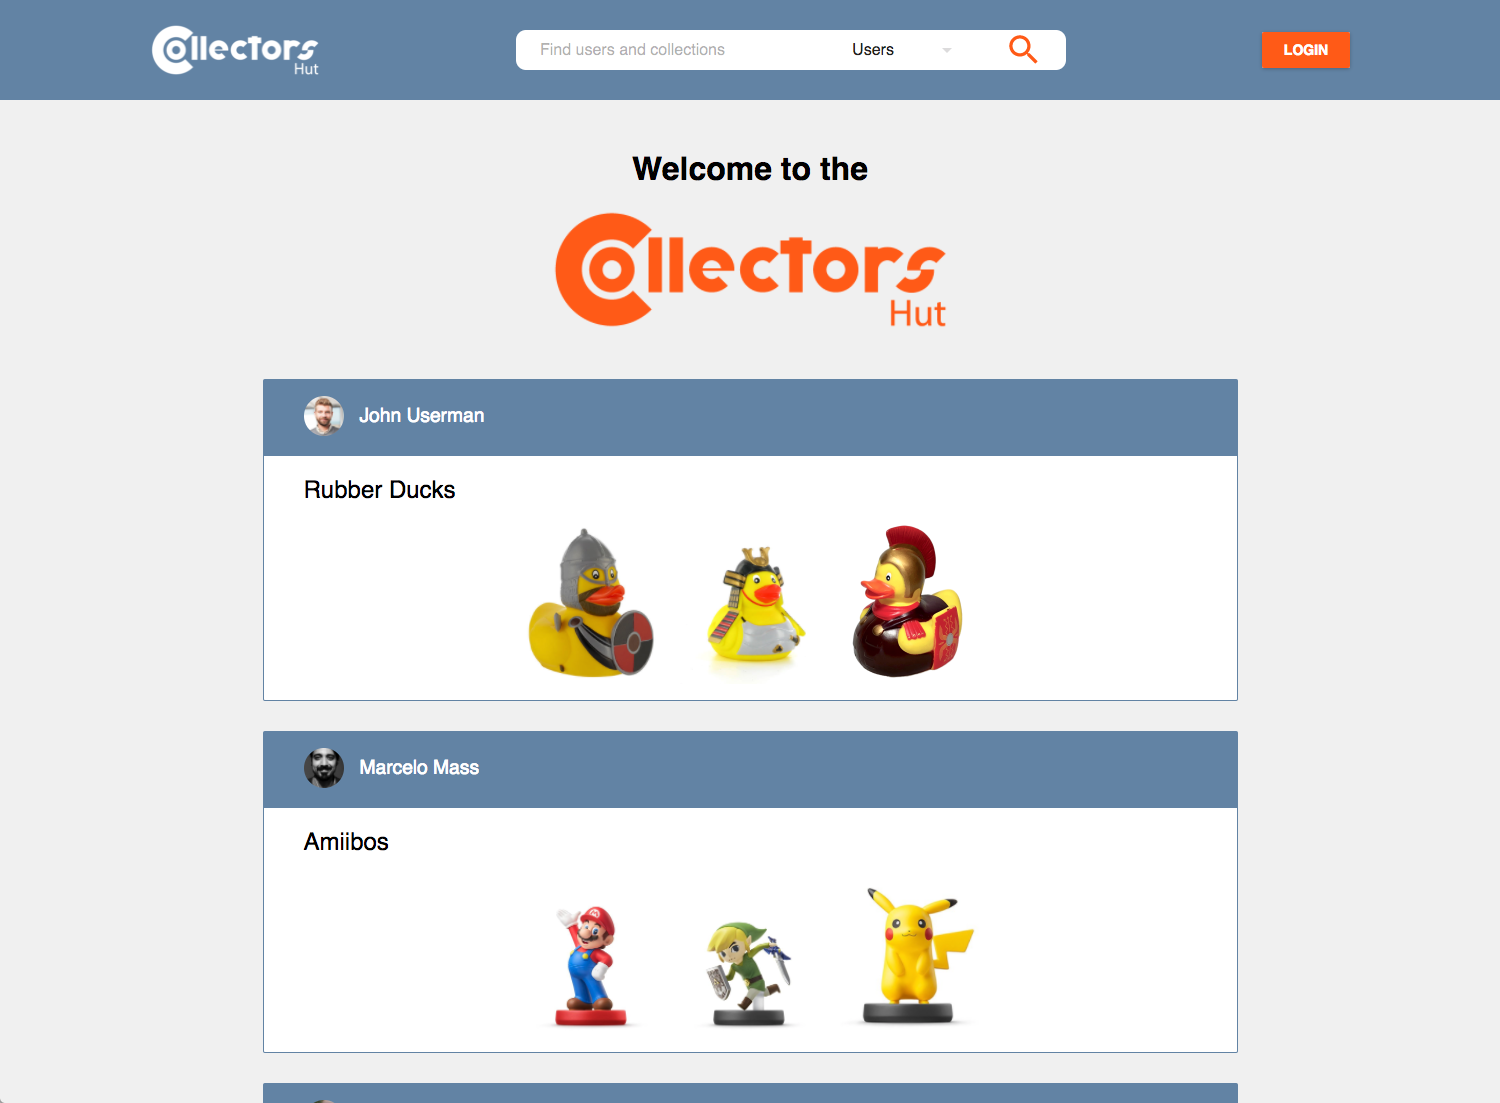 Collectors
Hut
Find users and collections
Users
LOGIN
Welcome to the
Collectors
Hut
John Userman
Rubber Ducks
Marcelo Mass
Amiibos